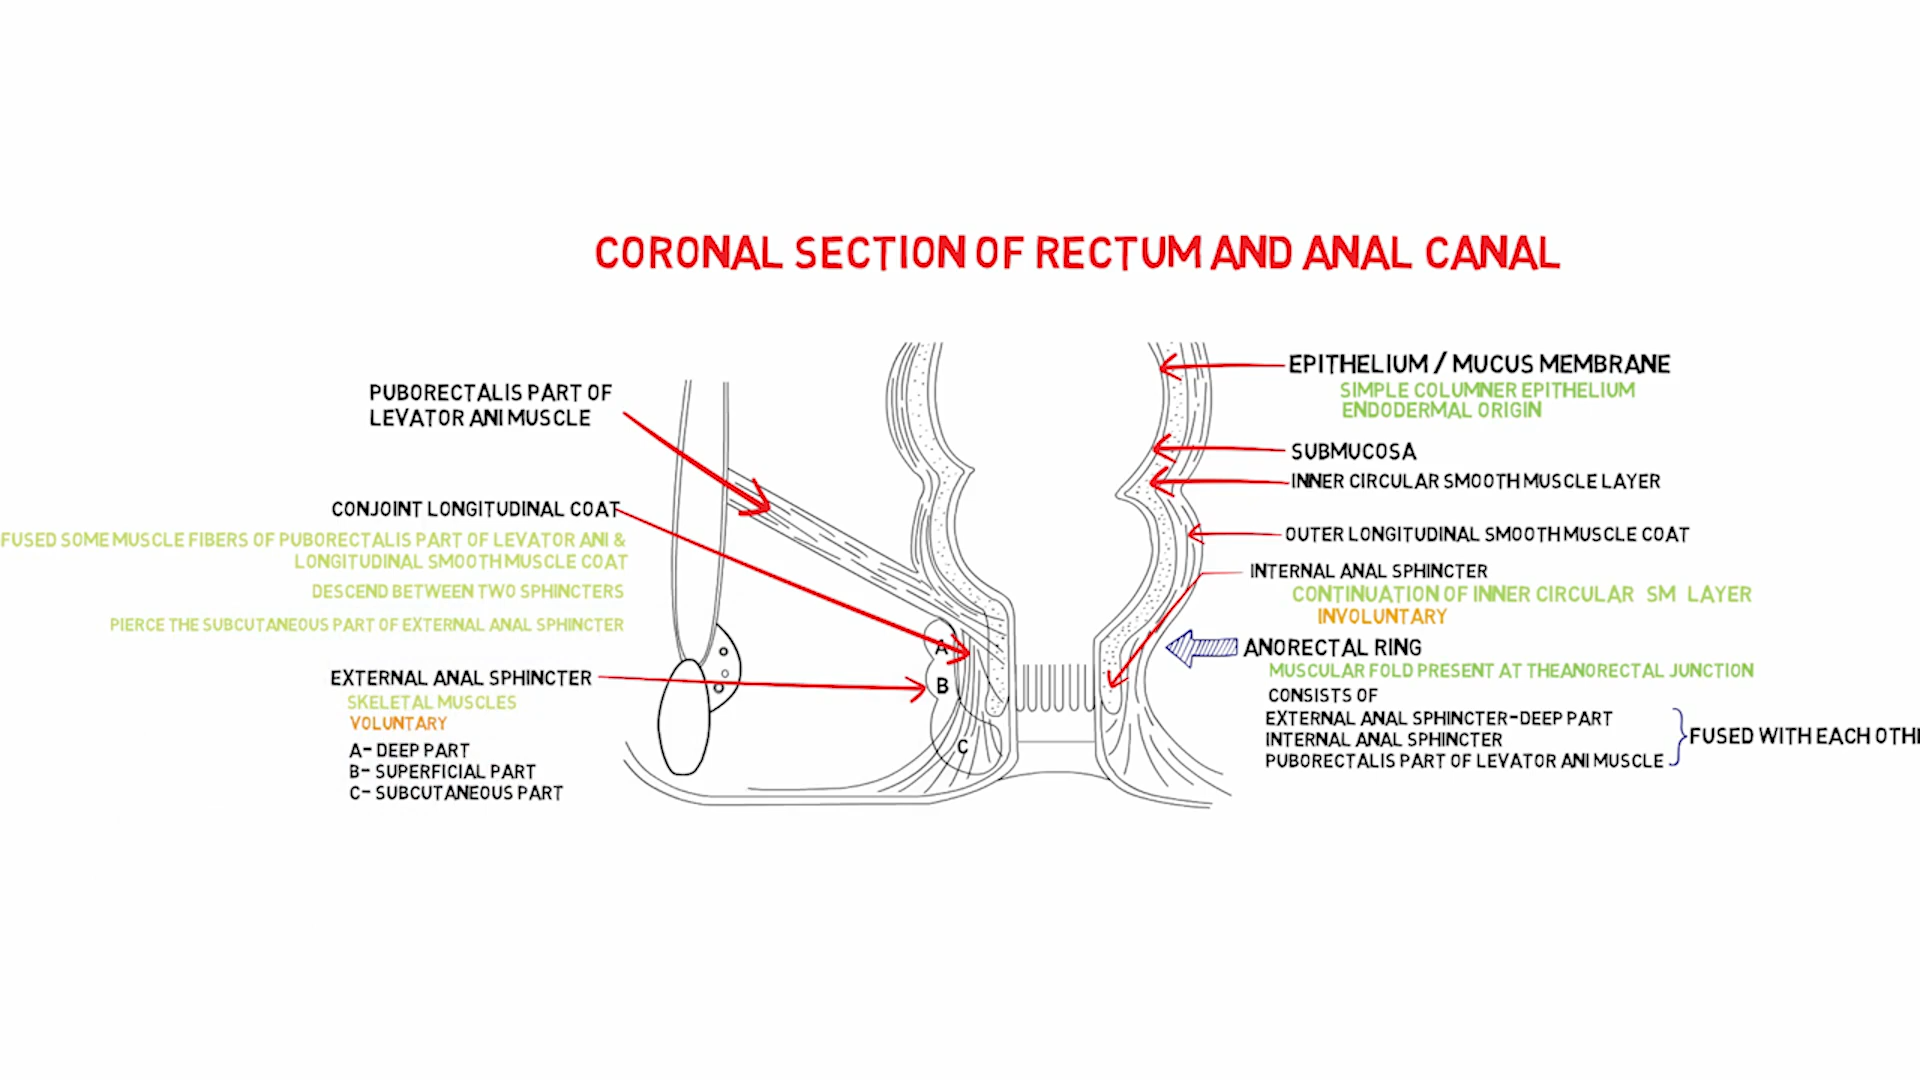 CORONAL SECTION OF RECTUM AND ANAL CANAL
PUBORECTALIS PART OF
LEVATOR ANI MUSCLE
CONJOINT LONGITUDINAL COAT
FUSED SOME MUSCLE FIBERS OF PUBORECTALIS PART OF LEVATOR ANI &
LONGITUDINAL SMOOTH MUSCLE COAT
DESCEND BETWEEN TWO SPHINCTERS
PIERCE THE SUBCUTANEOUS PART OF EXTERNAL ANAL SPHINCTER
EXTERNAL ANAL SPHINCTER
SKELETAL MUSCLES
VOLUNTARY
A- DEEP PART
B- SUPERFICIAL PART
C- SUBCUTANEOUS PART
A
B
C
EPITHELIUM / MUCUS MEMBRANE
SIMPLE COLUMNER EPITHELIUM
ENDODERMAL ORIGIN
SUBMUCOSA
INNER CIRCULAR SMOOTH MUSCLE LAYER
OUTER LONGITUDINAL SMOOTH MUSCLE COAT
INTERNAL ANAL SPHINCTER
CONTINUATION OF INNER CIRCULAR SM LAYER
INVOLUNTARY
ANORECTAL RING
MUSCULAR FOLD PRESENT AT THEANORECTAL JUNCTION
CONSISTS OF
EXTERNAL ANAL SPHINCTER-DEEP PART
INTERNAL ANAL SPHINCTER
PUBORECTALIS PART OF LEVATOR ANI MUSCLE
FUSED WITH EACH